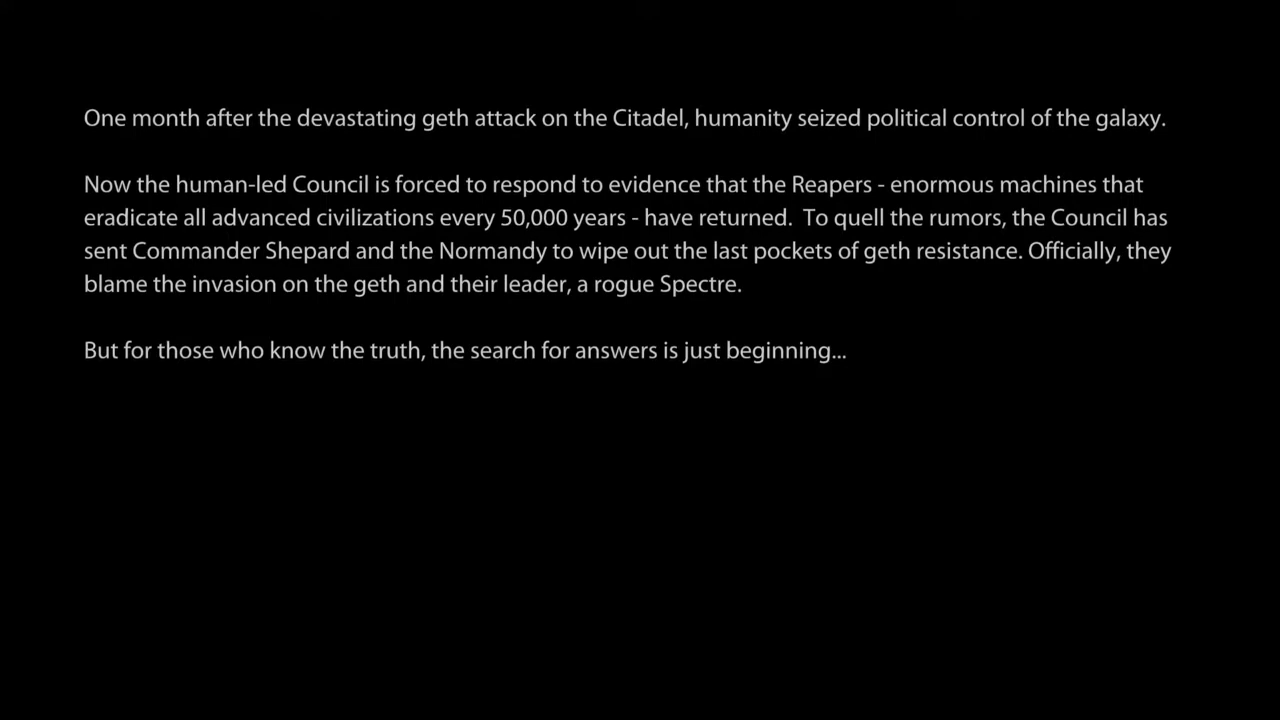 One month after the devastating geth attack on the Citadel, humanity seized political control of the galaxy.
Now the human-led Council is forced to respond to evidence that the Reapers - enormous machines that
eradicate all advanced civilizations every 50,000 years - have returned.  To quell the rumors, the Council has
sent Commander Shepard and the Normandy to wipe out the last pockets of geth resistance. Officially, they
blame the invasion on the geth and their leader, a rogue Spectre.
But for those who know the truth, the search for answers is just beginning...